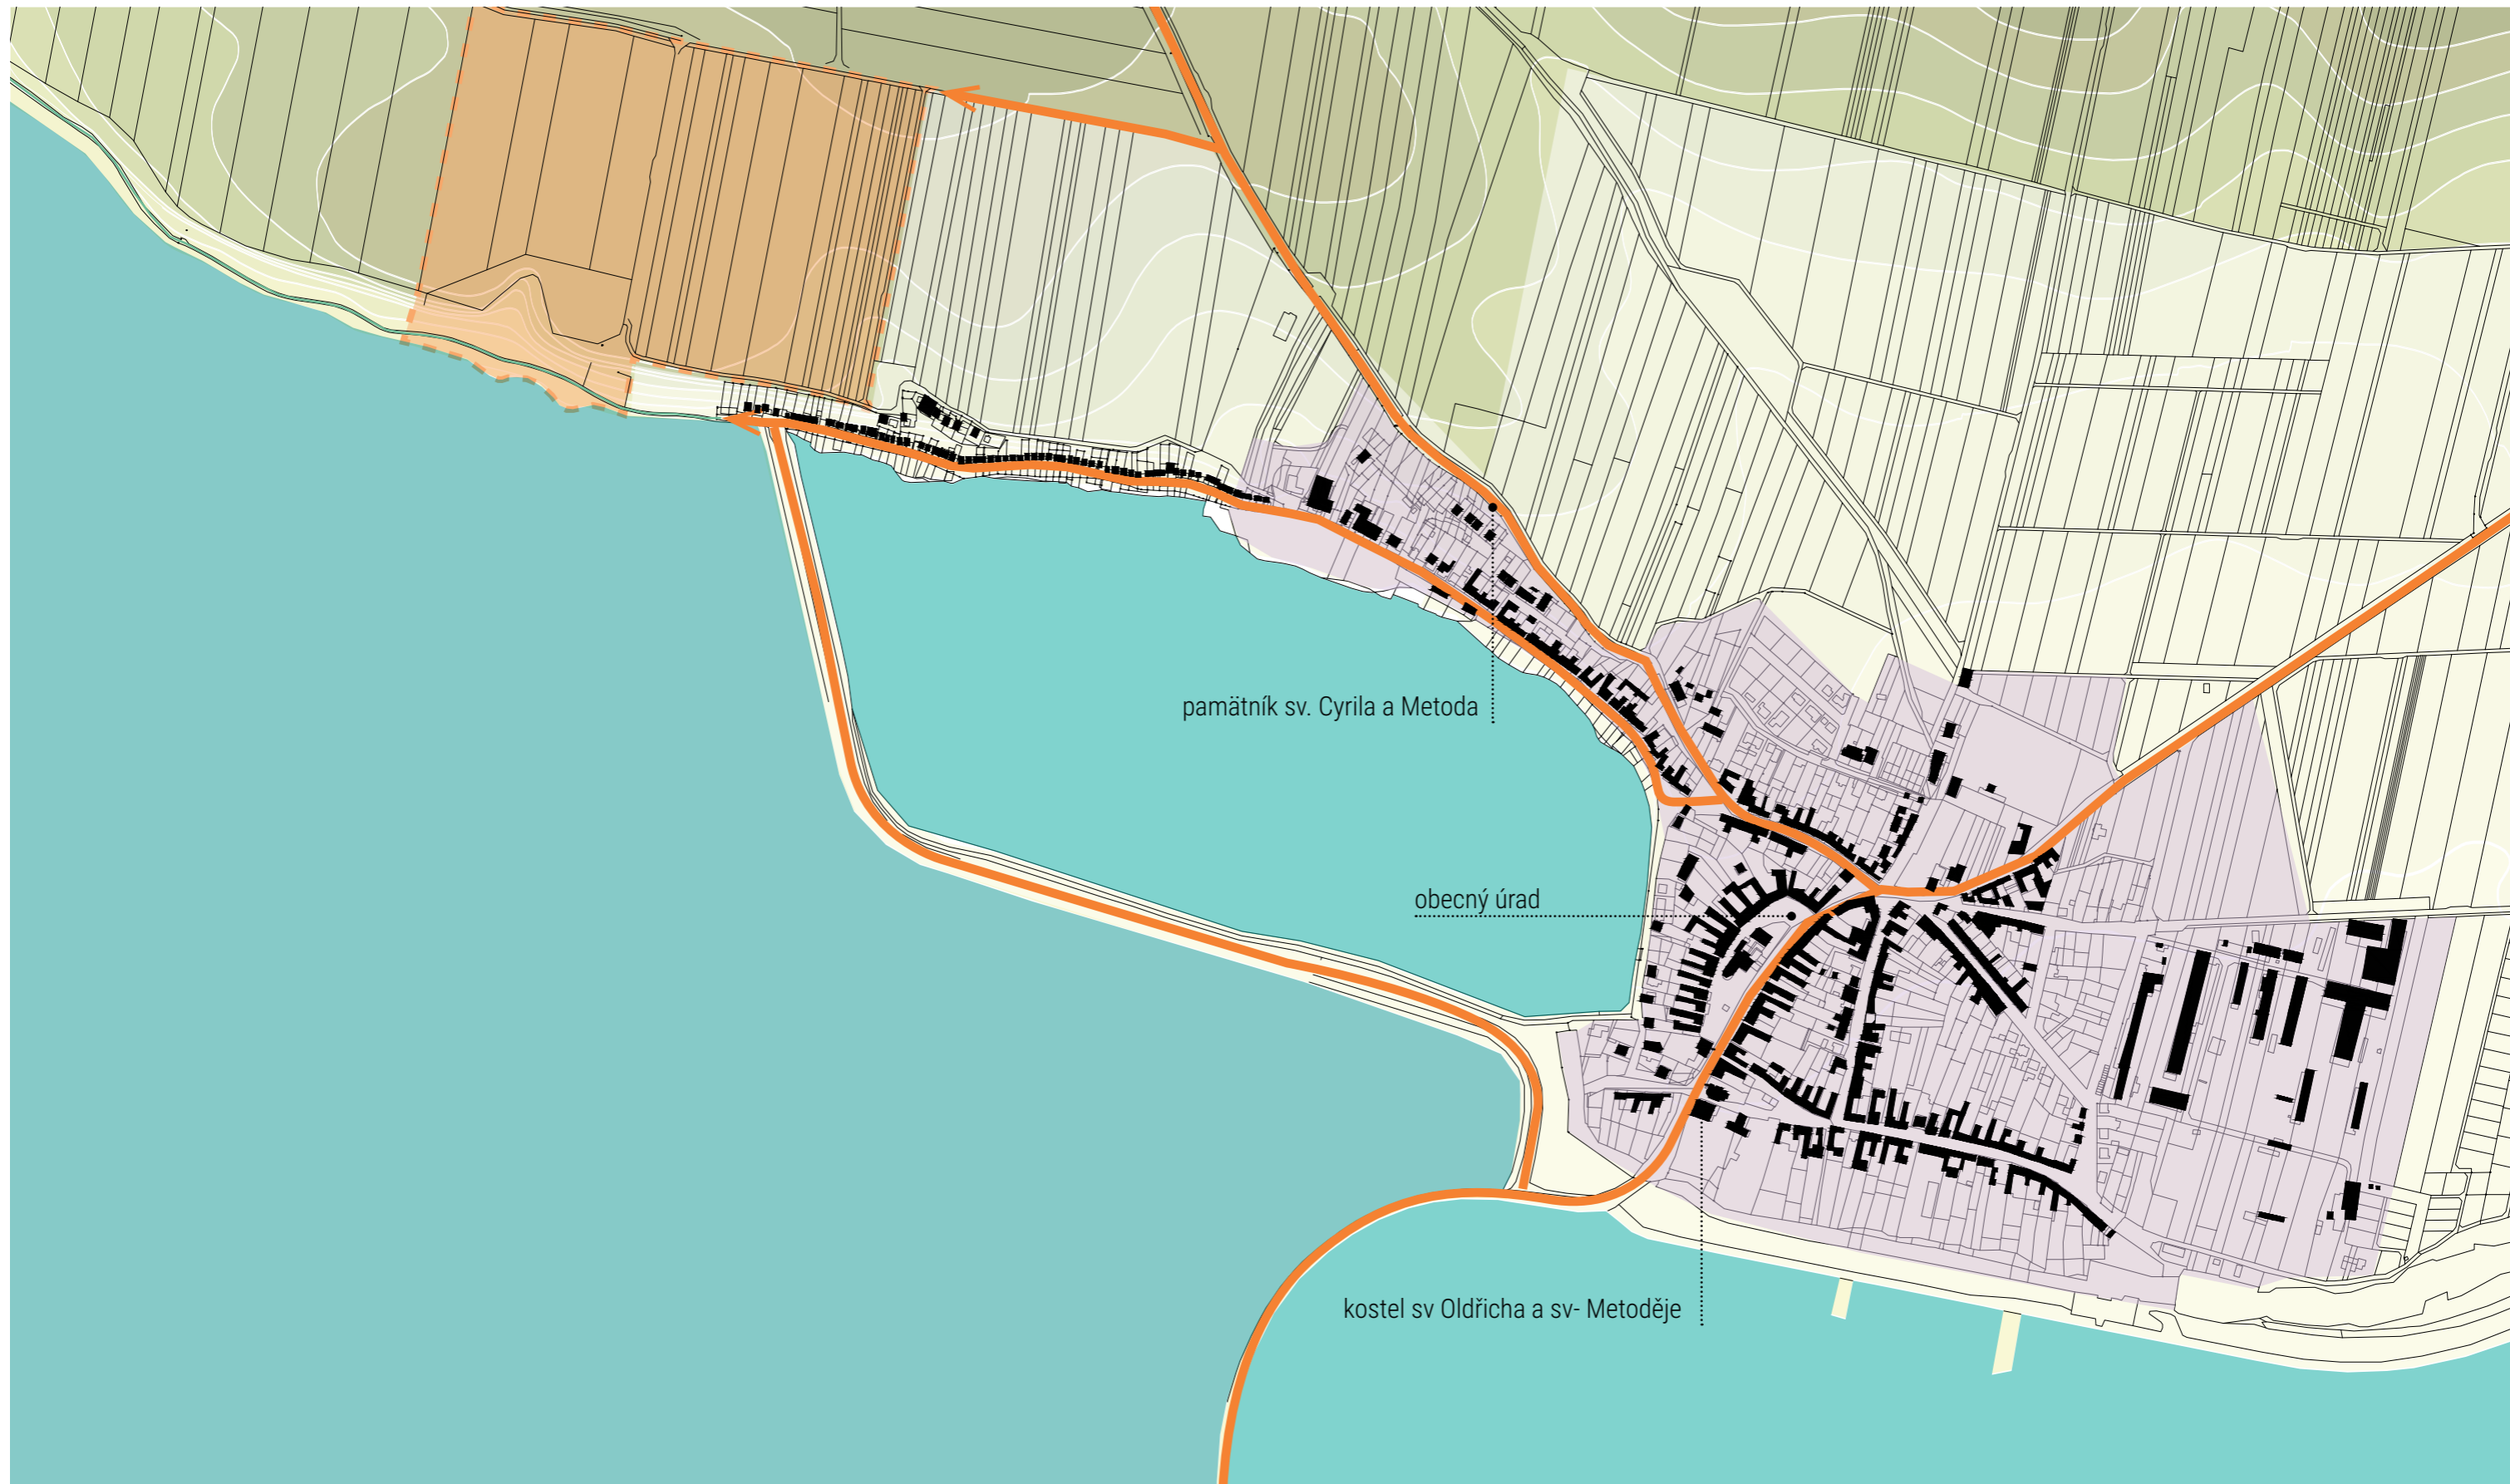 pamätník sv. Cyrila a Metoda
obecný úrad
kostel sv Oldřicha a sv- Metoděje